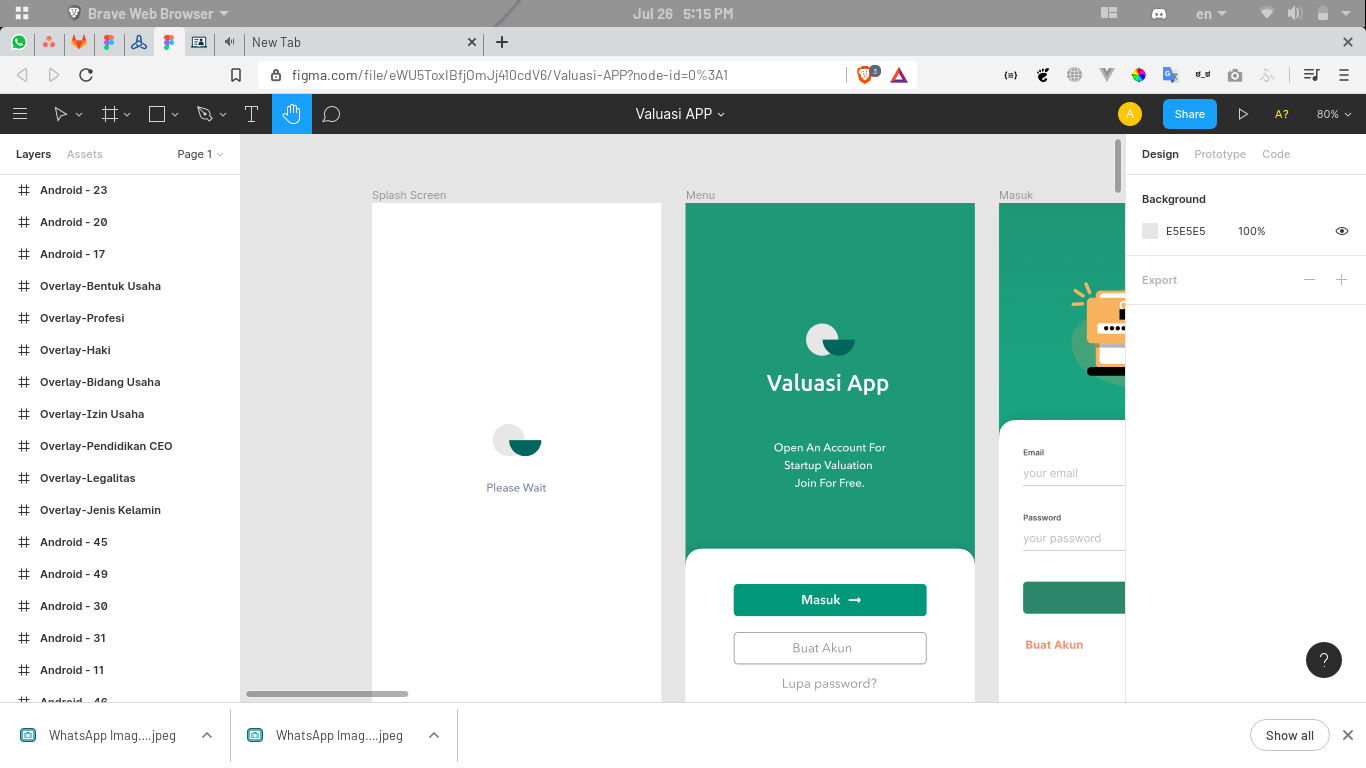 Brave Web Browser
Jul 26 5:15 PM
en
New Tab
figma.com/file/eWU5ToxIBfjOmJj41OcdV6/Valuasi-APP?node-id=0%3A1
3
Valuasi APP
A
Share
A?
80%
Layers
Assets
Page 1
Android - 23
Android - 20
Android - 17
Overlay-Bentuk Usaha
Overlay-Profesi
Overlay-Haki
Overlay-Bidang Usaha
Overlay-Izin Usaha
Overlay-Pendidikan CEO
Overlay-Legalitas
Overlay-Jenis Kelamin
Android - 45
Android - 49
Android - 30
Android - 31
Android - 11
Android - 46
Splash Screen
Please Wait
Menu
Valuasi App
Open An Account For
Startup Valuation
Join For Free.
Masuk →
Buat Akun
Lupa password?
Masuk
Email
your email
Password
your password
Buat Akun
Design
Prototype
Code
Background
E5E5E5
100%
Export
?
WhatsApp Imag....jpeg
WhatsApp Imag....jpeg
Show all